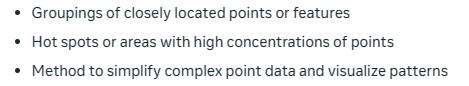 • Groupings of closely located points or features
• Hot spots or areas with high concentrations of points
• Method to simplify complex point data and visualize patterns